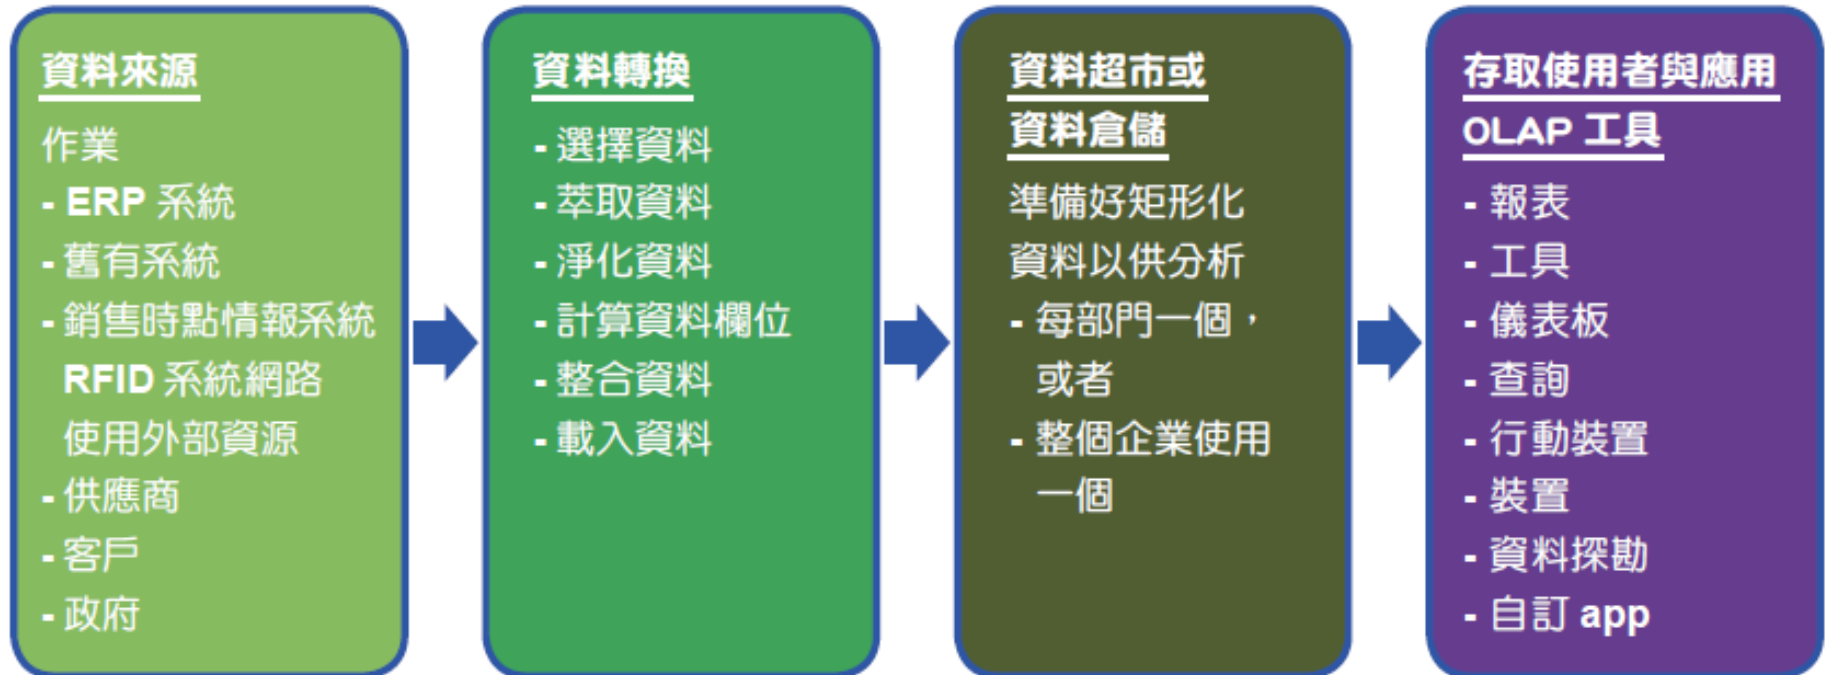 資料來源
作業
- ERP 系統
- 舊有系統
- 銷售時點情報系統
RFID 系統網路
使用外部資源
- 供應商
- 客戶
- 政府
資料轉換
- 選擇資料
- 萃取資料
- 淨化資料
- 計算資料欄位
- 整合資料
- 載入資料
資料超市或
資料倉儲
準備好矩形化
資料以供分析
- 每部門一個，
或者
- 整個企業使用
一個
存取使用者與應用
OLAP 工具
- 報表
- 工具
- 儀表板
- 查詢
- 行動裝置
- 裝置
- 資料探勘
- 自訂 app